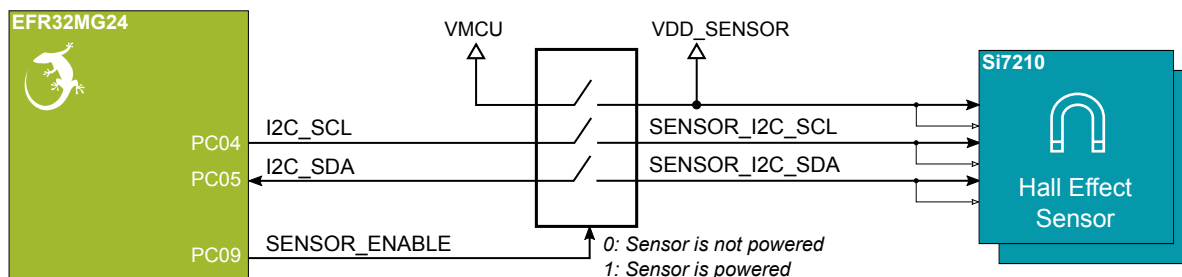 EFR32MG24
VMCU
VDD_SENSOR
Si7210
PC04
I2C_SCL
SENSOR_I2C_SCL
PC05
I2C_SDA
SENSOR_I2C_SDA
Hall Effect
Sensor
PC09
SENSOR_ENABLE
0: Sensor is not powered
1: Sensor is powered